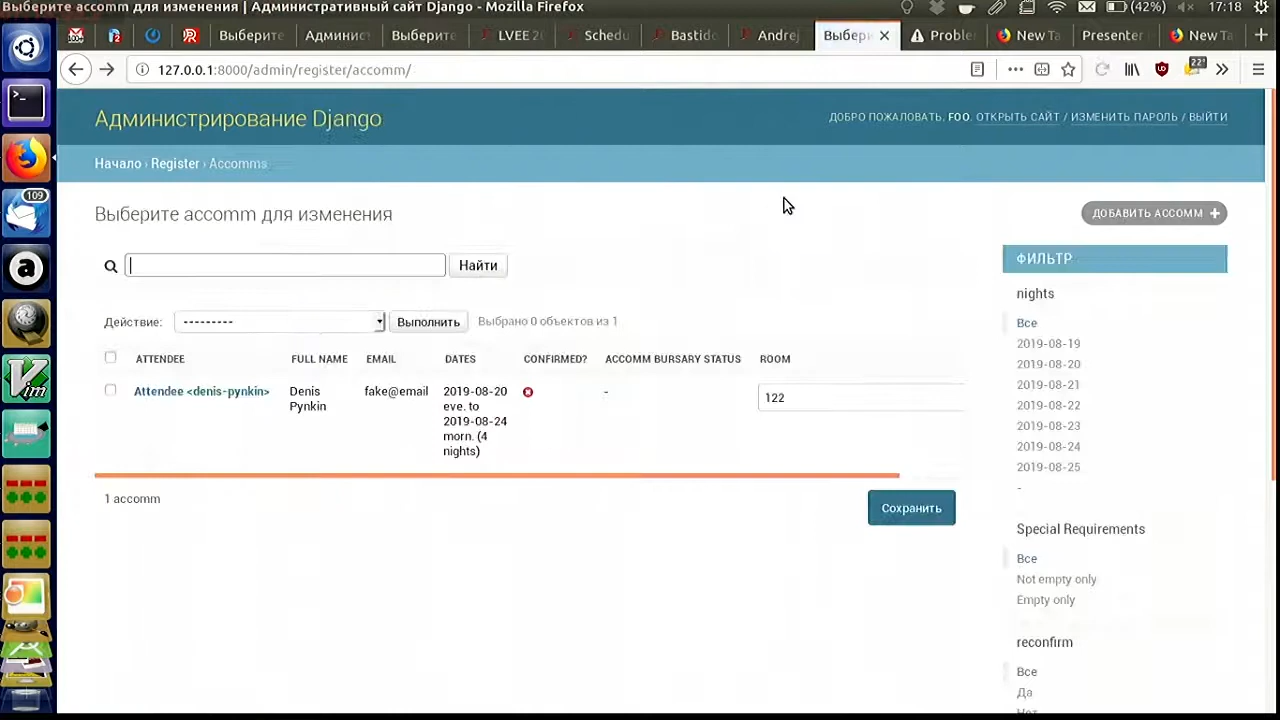 Выберите accomm для изменения | Административный сайт Django - Mozilla Firefox
(42%) 17:18
Выберите Админис Выберите LVEE 2 Schedu Bastido Andrej Выбери Proble New Ta Presenter New Ta
127.0.0.1:8000/admin/register/accomm/
22
Администрирование Django
ДОБРО ПОЖАЛОВАТЬ, FOO. ОТКРЫТЬ САЙТ / ИЗМЕНИТЬ ПАРОЛЬ / ВЫЙТИ
Начало › Register › Accomms
109
Выберите accomm для изменения
ДОБАВИТЬ ACCOMM +
Найти
Действие: --------- Выполнить Выбрано 0 объектов из 1
ATTENDEE FULL NAME EMAIL DATES CONFIRMED? ACCOMM BURSARY STATUS ROOM
Attendee <denis-pynkin> Denis Pynkin fake@email 2019-08-20 eve. to 2019-08-24 morn. (4 nights) - 122
1 accomm
Сохранить
ФИЛЬТР
nights
Все
2019-08-19
2019-08-20
2019-08-21
2019-08-22
2019-08-23
2019-08-24
2019-08-25
-
Special Requirements
Все
Not empty only
Empty only
reconfirm
Все
Да
Нет